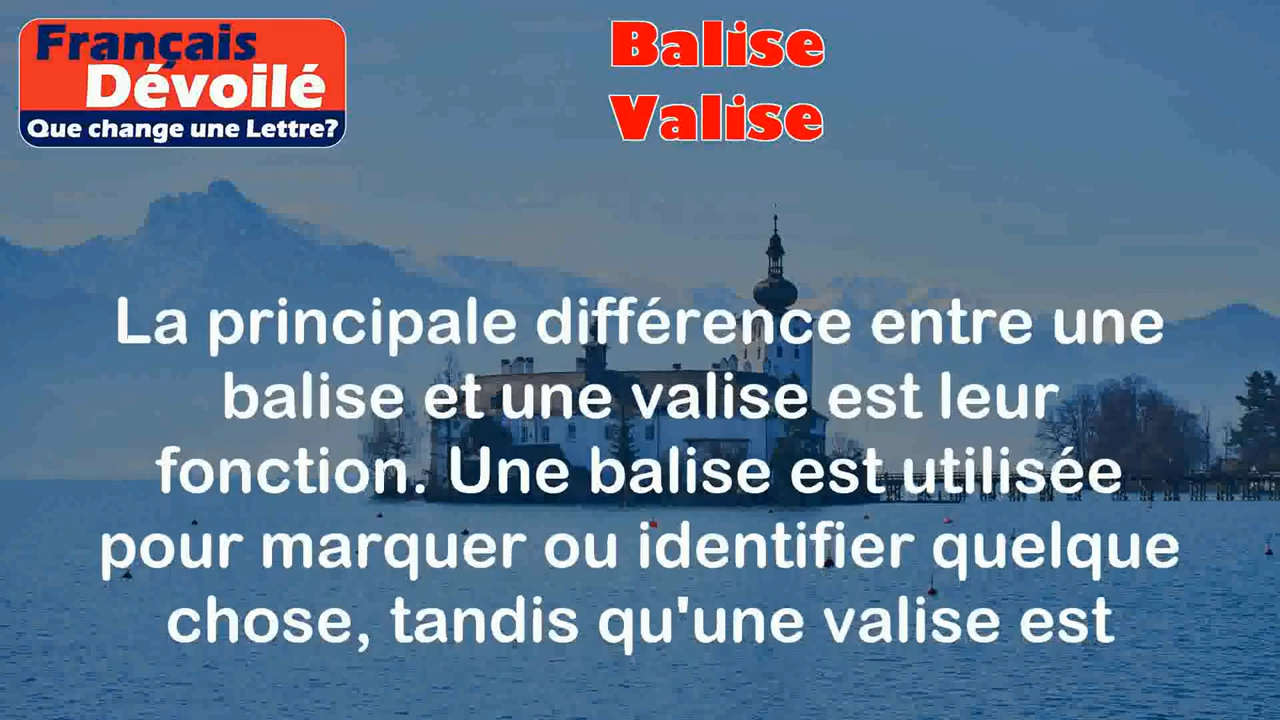 Français
Dévoilé
Que change une Lettre?
Balise
Valise
La principale différence entre une
balise et une valise est leur
fonction. Une balise est utilisée
pour marquer ou identifier quelque
chose, tandis qu'une valise est